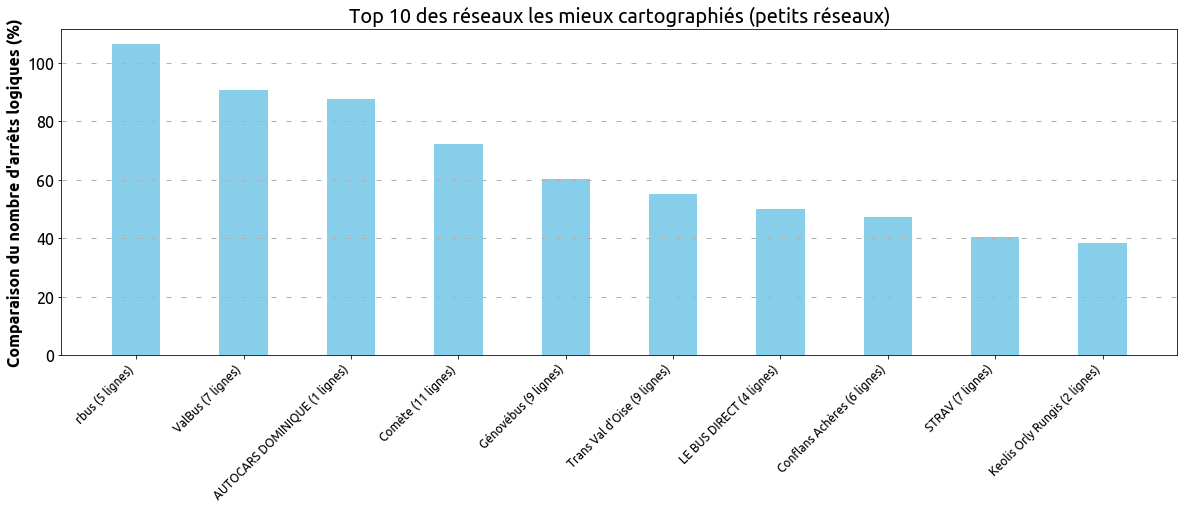 Top 10 des réseaux les mieux cartographiés (petits réseaux)
Comparaison du nombre d'arrêts logiques (%)
100
80
60
40
20
0
rbus (5 lignes)
ValBus (7 lignes)
AUTOCARS DOMINIQUE (1 lignes)
Comète (11 lignes)
Génovébus (9 lignes)
Trans Val d'Oise (9 lignes)
LE BUS DIRECT (4 lignes)
Conflans Achères (6 lignes)
STRAV (7 lignes)
Keolis Orly Rungis (2 lignes)